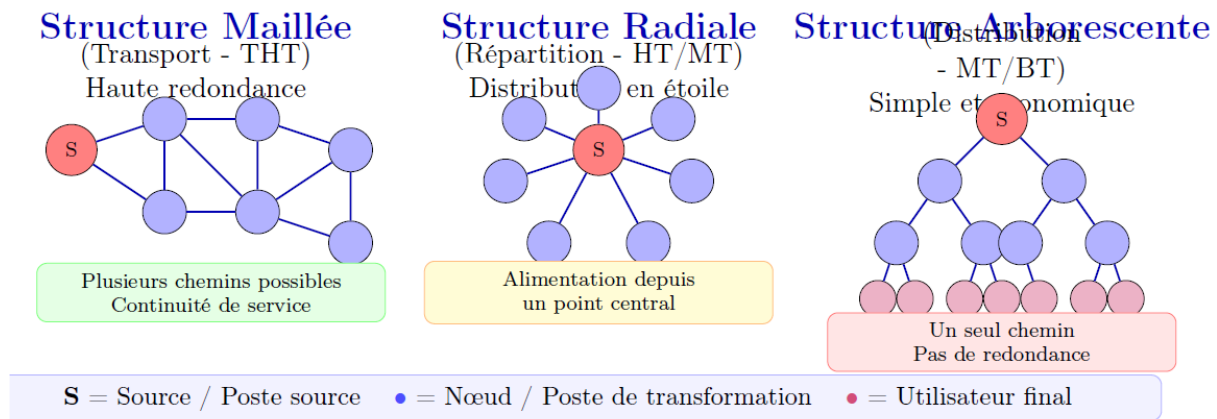 Structure Maillée
(Transport - THT)
Haute redondance
S
Plusieurs chemins possibles
Continuité de service
Structure Radiale
(Répartition - HT/MT)
Distribution en étoile
S
Alimentation depuis
un point central
Structure Arborescente
(Distribution
- MT/BT)
Simple et économique
S
Un seul chemin
Pas de redondance
S = Source / Poste source • = Nœud / Poste de transformation • = Utilisateur final